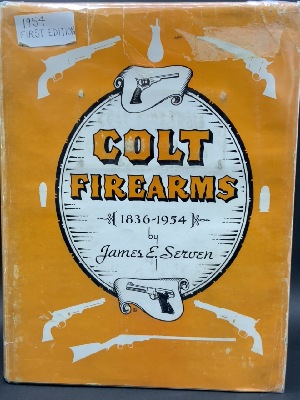 1954
FIRST EDITION
COLT
FIREARMS
1836-1954
by
James E. Serven